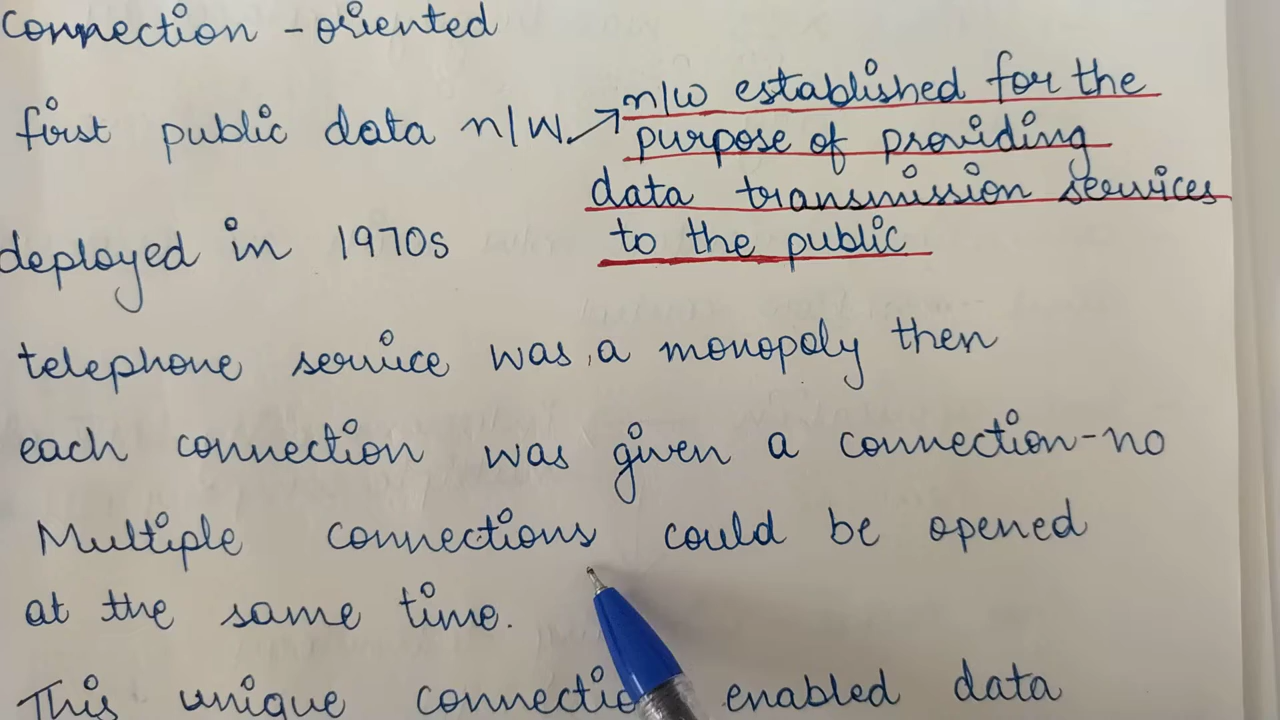 connection - oriented
first public data n/w → n/w established for the
purpose of providing
data transmission services
to the public
deployed in 1970s
telephone service was a monopoly then
each connection was given a connection-no
Multiple connections could be opened
at the same time.
This unique connectio enabled data